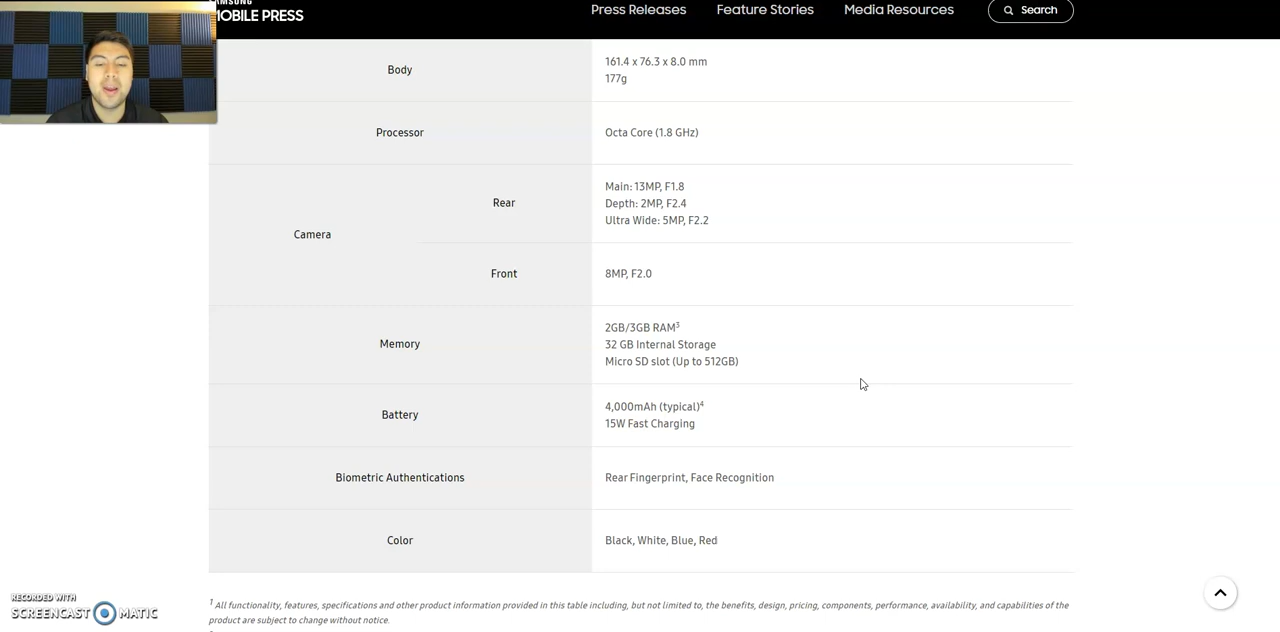 SAMSUNG
MOBILE PRESS
Press Releases
Feature Stories
Media Resources
Search
Body
161.4 x 76.3 x 8.0 mm
177g
Processor
Octa Core (1.8 GHz)
Camera
Rear
Main: 13MP, F1.8
Depth: 2MP, F2.4
Ultra Wide: 5MP, F2.2
Front
8MP, F2.0
Memory
2GB/3GB RAM3
32 GB Internal Storage
Micro SD slot (Up to 512GB)
Battery
4,000mAh (typical)4
15W Fast Charging
Biometric Authentications
Rear Fingerprint, Face Recognition
Color
Black, White, Blue, Red
1 All functionality, features, specifications and other product information provided in this table including, but not limited to, the benefits, design, pricing, components, performance, availability, and capabilities of the
product are subject to change without notice.
RECORDED WITH
SCREENCAST MATIC